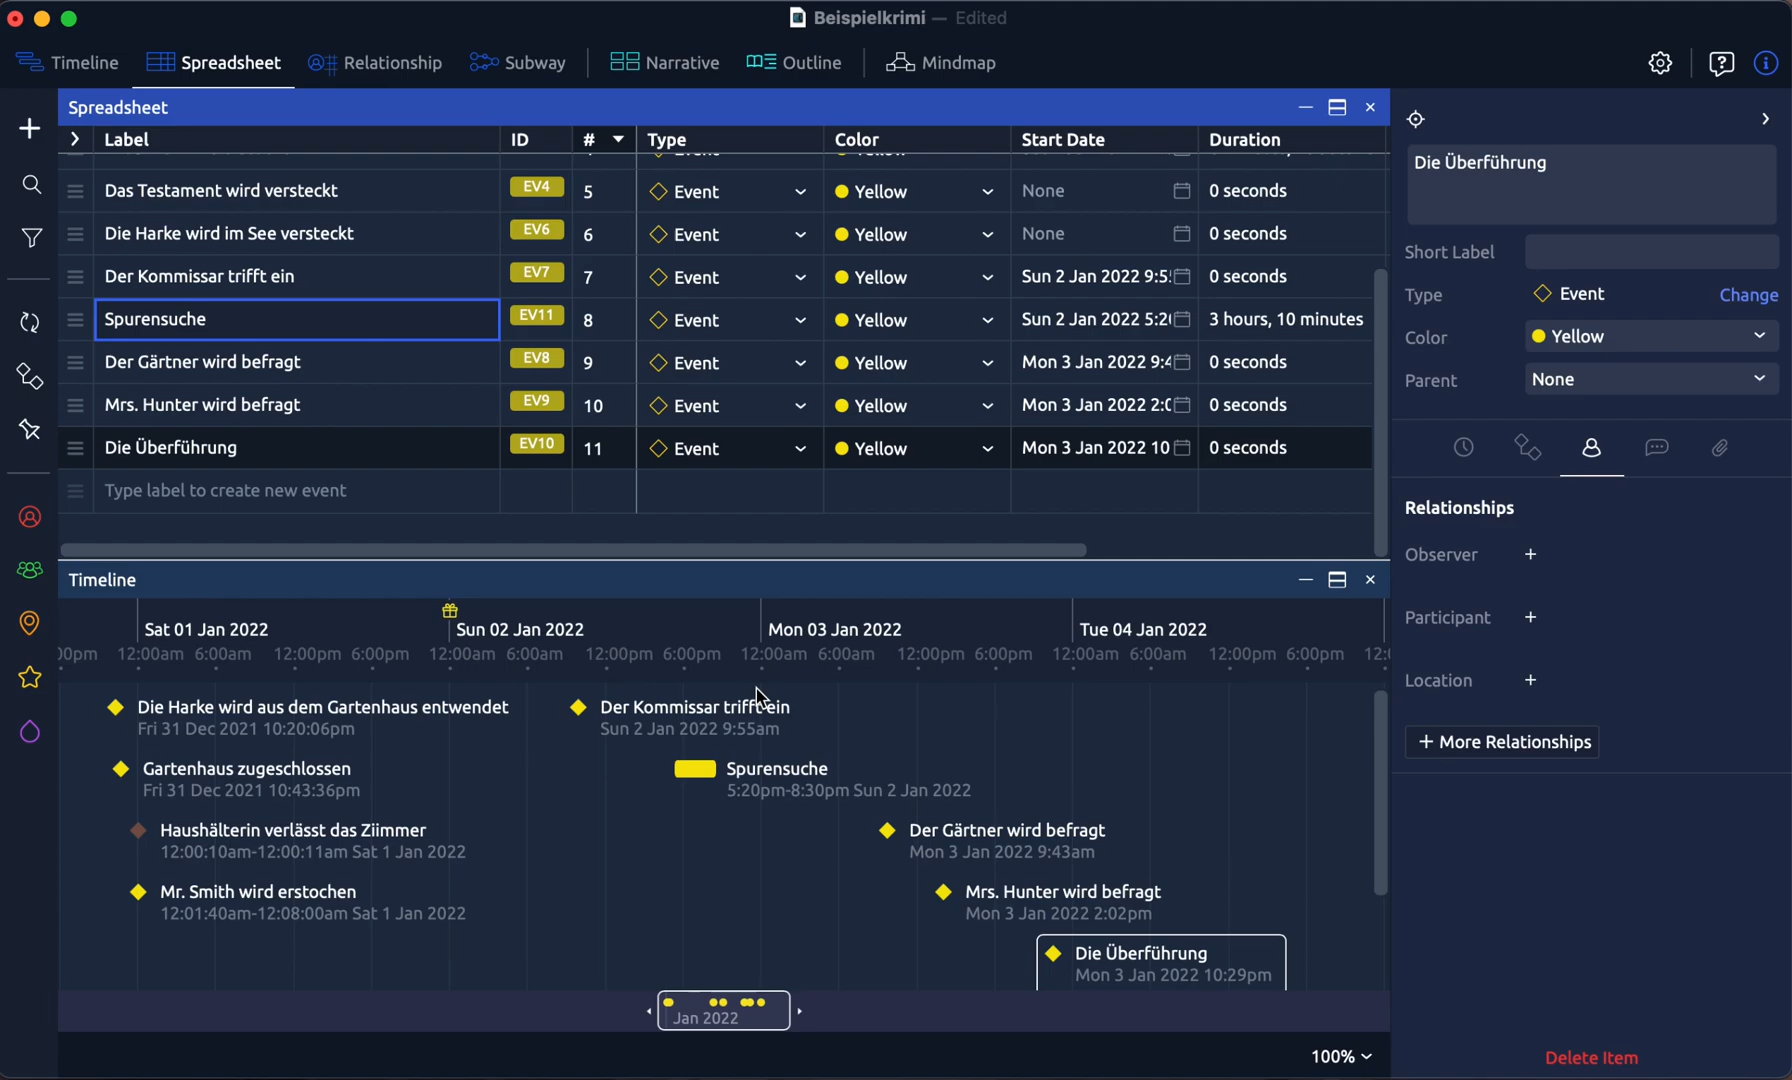 Beispielkrimi — Edited
Timeline Spreadsheet Relationship Subway Narrative Outline Mindmap
Spreadsheet
Label ID # Type Color Start Date Duration
Das Testament wird versteckt EV4 5 Event Yellow None 0 seconds
Die Harke wird im See versteckt EV6 6 Event Yellow None 0 seconds
Der Kommissar trifft ein EV7 7 Event Yellow Sun 2 Jan 2022 9:5 0 seconds
Spurensuche EV11 8 Event Yellow Sun 2 Jan 2022 5:2 3 hours, 10 minutes
Der Gärtner wird befragt EV8 9 Event Yellow Mon 3 Jan 2022 9:4 0 seconds
Mrs. Hunter wird befragt EV9 10 Event Yellow Mon 3 Jan 2022 2:0 0 seconds
Die Überführung EV10 11 Event Yellow Mon 3 Jan 2022 10 0 seconds
Type label to create new event
Timeline
Sat 01 Jan 2022 Sun 02 Jan 2022 Mon 03 Jan 2022 Tue 04 Jan 2022
00pm 12:00am 6:00am 12:00pm 6:00pm 12:00am 6:00am 12:00pm 6:00pm 12:00am 6:00am 12:00pm 6:00pm 12:00am 6:00am 12:00pm 6:00pm 12:
Die Harke wird aus dem Gartenhaus entwendet
Fri 31 Dec 2021 10:20:06pm
Der Kommissar trifft ein
Sun 2 Jan 2022 9:55am
Gartenhaus zugeschlossen
Fri 31 Dec 2021 10:43:36pm
Spurensuche
5:20pm-8:30pm Sun 2 Jan 2022
Haushälterin verlässt das Ziimmer
12:00:10am-12:00:11am Sat 1 Jan 2022
Der Gärtner wird befragt
Mon 3 Jan 2022 9:43am
Mr. Smith wird erstochen
12:01:40am-12:08:00am Sat 1 Jan 2022
Mrs. Hunter wird befragt
Mon 3 Jan 2022 2:02pm
Die Überführung
Mon 3 Jan 2022 10:29pm
Jan 2022
100%
Die Überführung
Short Label
Type Event Change
Color Yellow
Parent None
Relationships
Observer +
Participant +
Location +
+ More Relationships
Delete Item